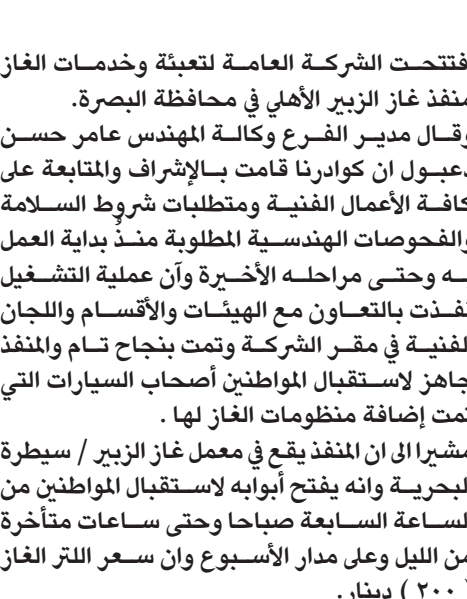 فتتحت الشركة العامة لتعبئة وخدمات الغاز
منفذ غاز الزبير الأهلي في محافظة البصرة.
وقال مدير الفرع وكالة المهندس عامر حسن
دعبول ان كوادرنا قامت بالإشراف والمتابعة على
كافة الأعمال الفنية ومتطلبات شروط السلامة
والفحوصات الهندسية المطلوبة منذُ بداية العمل
به وحتى مراحله الأخيرة وآن عملية التشغيل
نفذت بالتعاون مع الهيئات والأقسام واللجان
الفنية في مقر الشركة وتمت بنجاح تام والمنفذ
جاهز لاستقبال المواطنين أصحاب السيارات التي
تمت إضافة منظومات الغاز لها .
مشيرا الى ان المنفذ يقع في معمل غاز الزبير / سيطرة
البحرية وانه يفتح أبوابه لاستقبال المواطنين من
الساعة السابعة صباحا وحتى ساعات متأخرة
من الليل وعلى مدار الأسبوع وان سعر اللتر الغاز
( ٢٠٠ ) دينار.